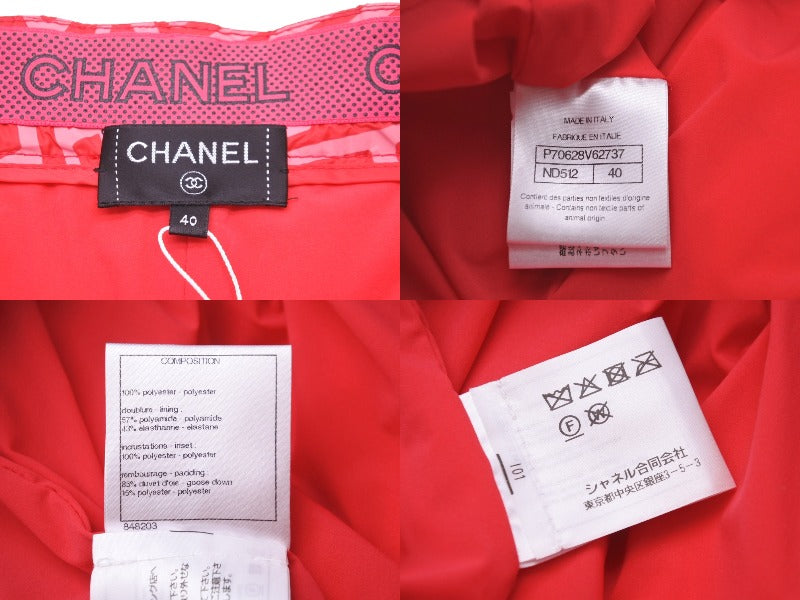 CHANEL C
CHANEL
40
MADE IN ITALY
FABRIQUE EN ITALIE
P70628V62737
ND512 40
Contient des parties non textiles d'origine
animale - Contains non textile parts of
animal origin
COMPOSITION
100% polyester - polyester
doublure - lining :
57% polyamide - polyamide
43% elasthanne - elastane
incrustations - inset :
100% polyester - polyester
rembourrage - padding :
85% duvet d'oie - goose down
15% polyester - polyester
848203
F
W
101
シャネル合同会社
東京都中央区銀座3-5-3